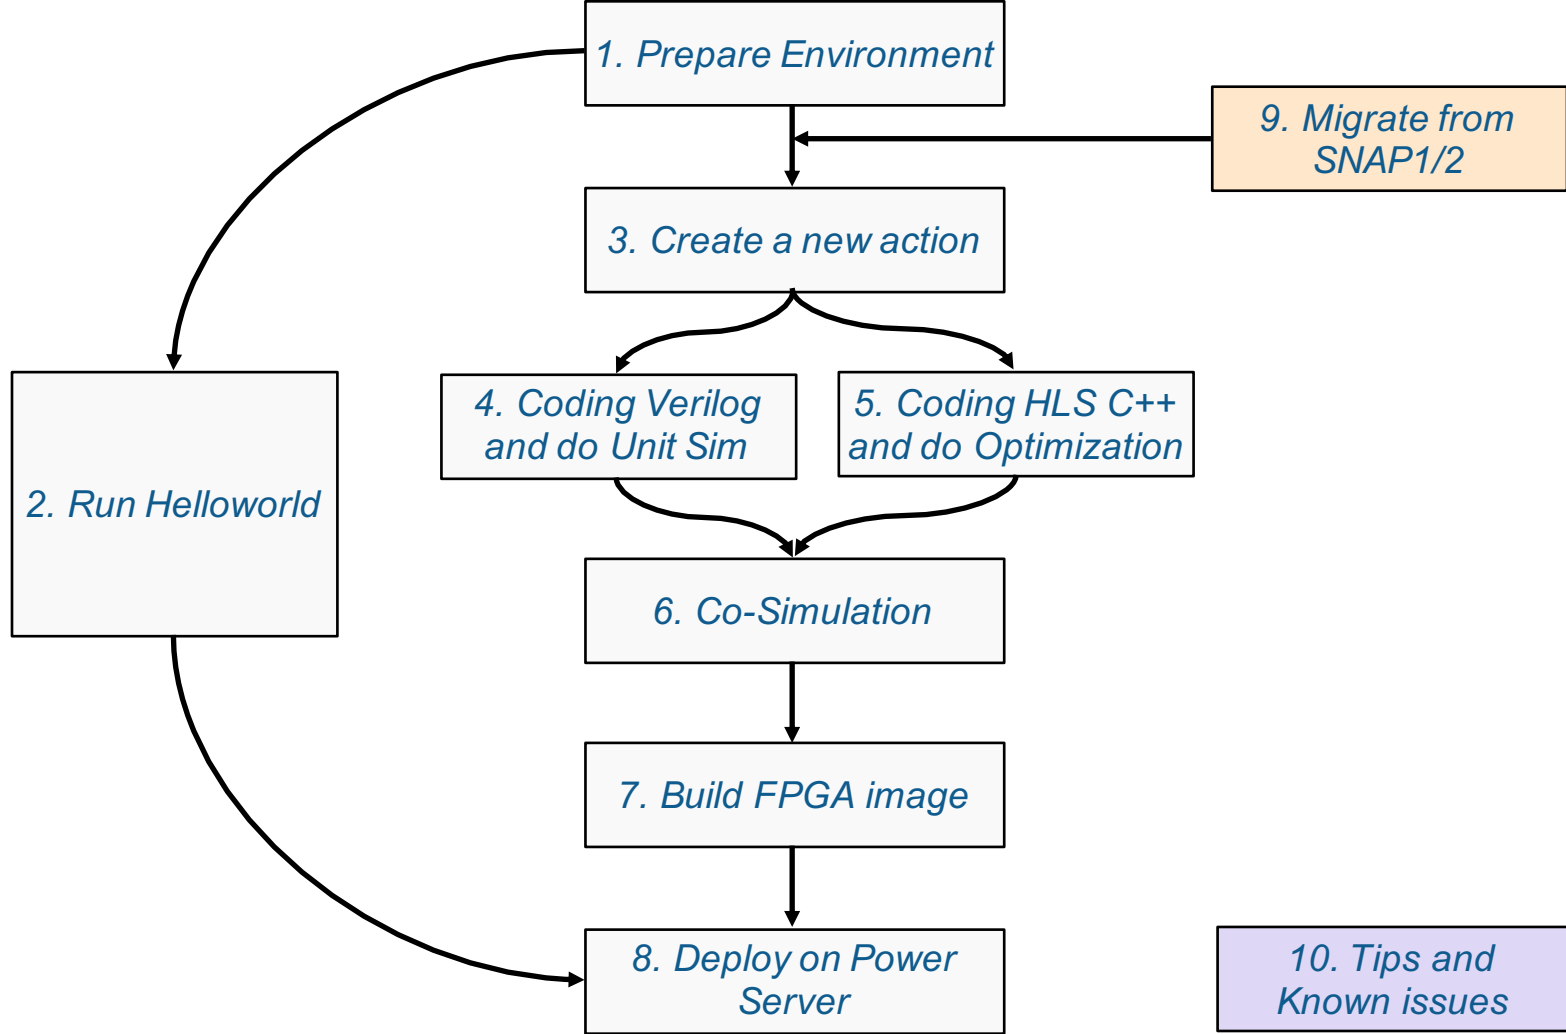 1. Prepare Environment
9. Migrate from
SNAP1/2
3. Create a new action
2. Run Helloworld
4. Coding Verilog
and do Unit Sim
5. Coding HLS C++
and do Optimization
6. Co-Simulation
7. Build FPGA image
8. Deploy on Power
Server
10. Tips and
Known issues